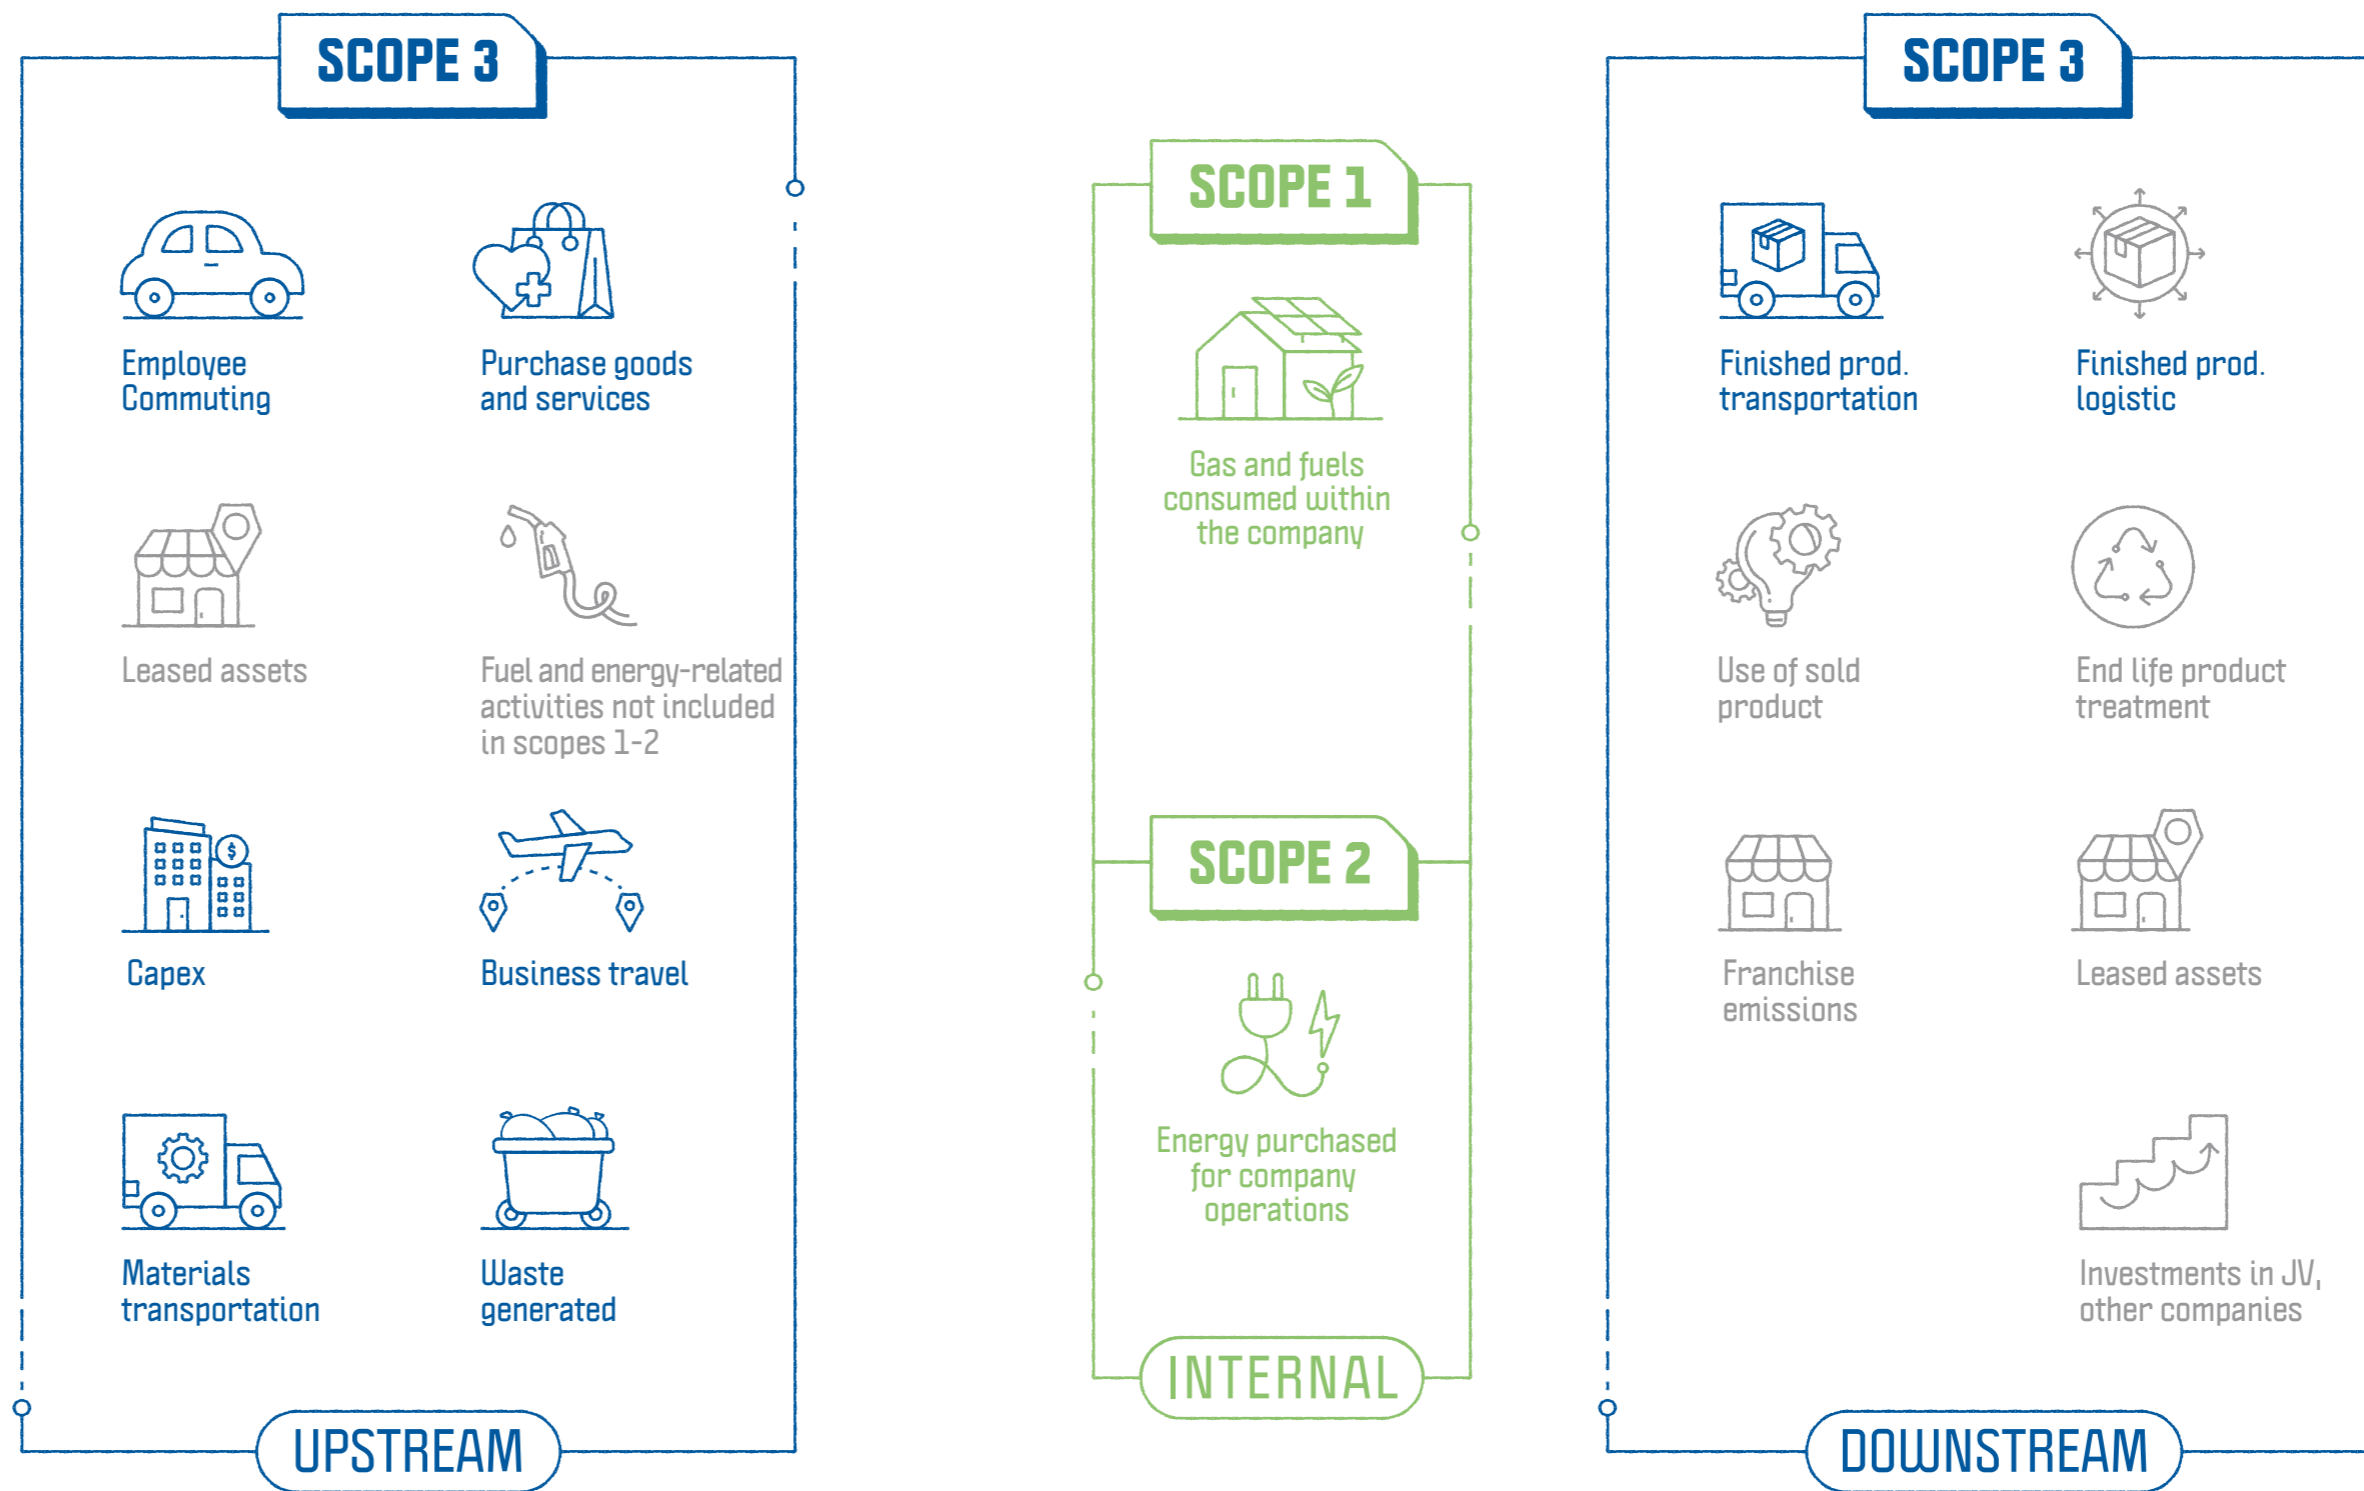 SCOPE 3
Employee
Commuting
Purchase goods
and services
Leased assets
Fuel and energy-related
activities not included
in scopes 1-2
Capex
Business travel
Materials
transportation
Waste
generated
UPSTREAM
SCOPE 1
Gas and fuels
consumed within
the company
SCOPE 2
Energy purchased
for company
operations
INTERNAL
SCOPE 3
Finished prod.
transportation
Finished prod.
logistic
Use of sold
product
End life product
treatment
Franchise
emissions
Leased assets
Investments in JV,
other companies
DOWNSTREAM